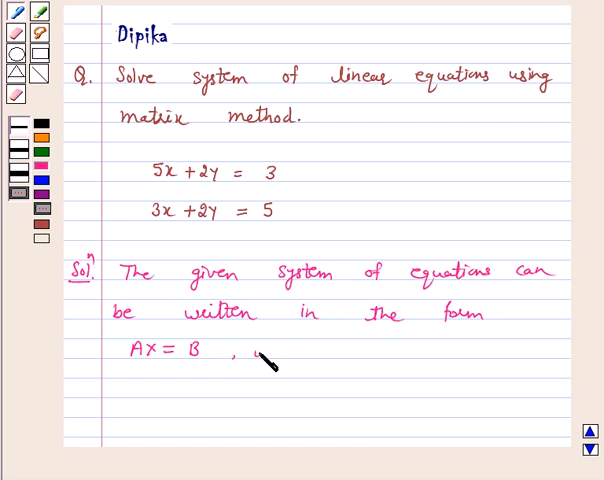 Dipika
Q. Solve system of linear equations using
matrix method.
5x + 2y = 3
3x + 2y = 5
Solⁿ. The given system of equations can
be written in the form
AX = B ,